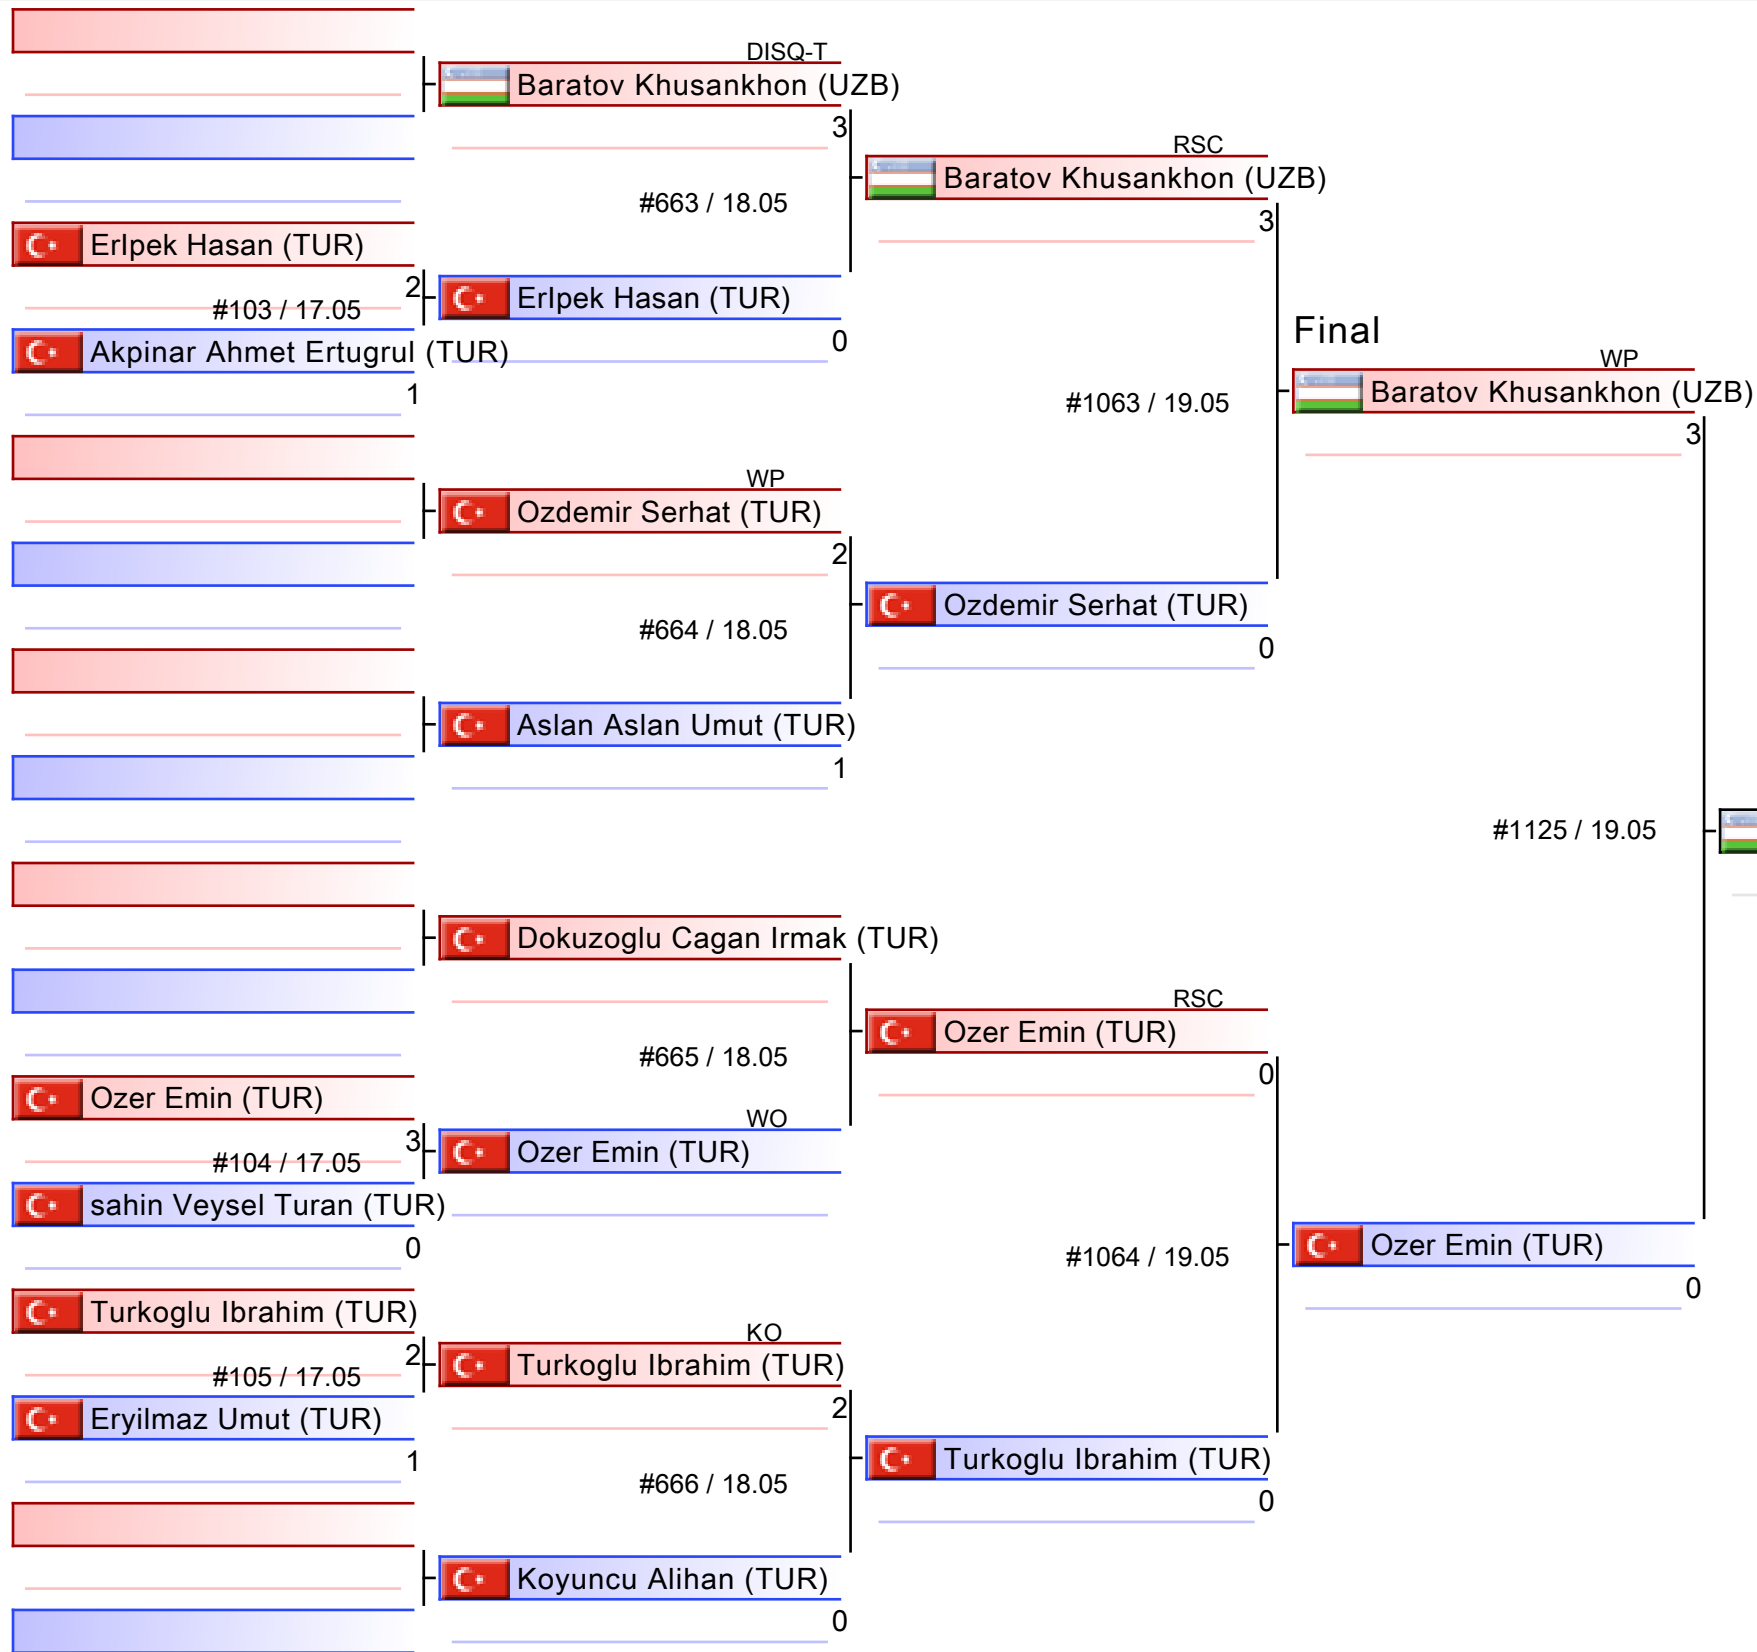 DISQ-T
Baratov Khusankhon (UZB)
3
RSC
Baratov Khusankhon (UZB)
3
#663 / 18.05
ErIpek Hasan (TUR)
2
#103 / 17.05
ErIpek Hasan (TUR)
0
Akpinar Ahmet Ertugrul (TUR)
1
Final
WP
Baratov Khusankhon (UZB)
3
#1063 / 19.05
WP
Ozdemir Serhat (TUR)
2
#664 / 18.05
Ozdemir Serhat (TUR)
0
Aslan Aslan Umut (TUR)
1
#1125 / 19.05
Dokuzoglu Cagan Irmak (TUR)
RSC
Ozer Emin (TUR)
0
#665 / 18.05
Ozer Emin (TUR)
3
#104 / 17.05
WO
Ozer Emin (TUR)
sahin Veysel Turan (TUR)
0
#1064 / 19.05
Ozer Emin (TUR)
0
Turkoglu Ibrahim (TUR)
2
#105 / 17.05
KO
Turkoglu Ibrahim (TUR)
2
Eryilmaz Umut (TUR)
1
#666 / 18.05
Turkoglu Ibrahim (TUR)
0
Koyuncu Alihan (TUR)
0